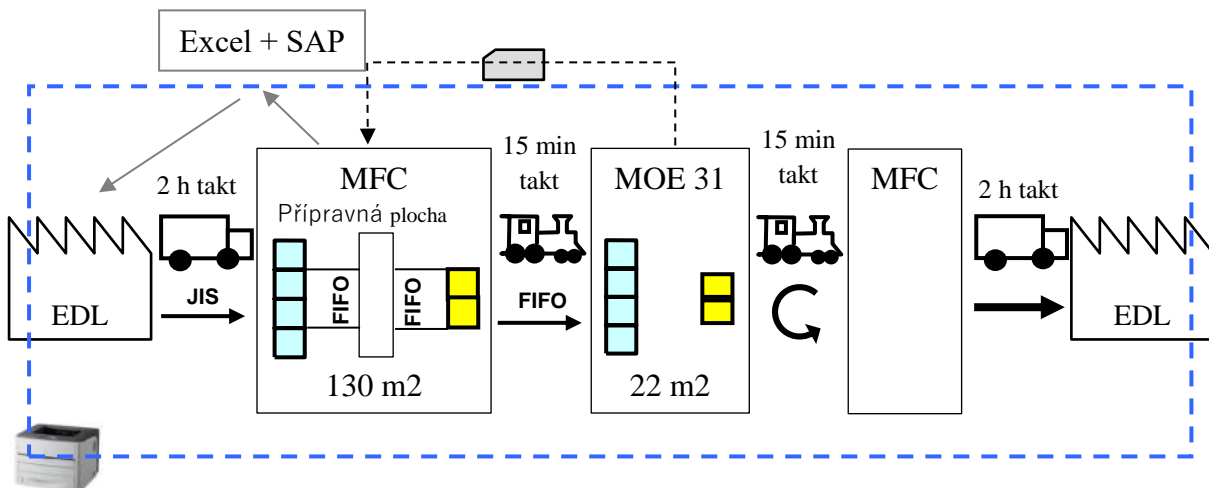 Excel + SAP
2 h takt
JIS
EDL
MFC
Přípravná plocha
FIFO
FIFO
130 m2
15 min
takt
FIFO
MOE 31
22 m2
15 min
takt
MFC
2 h takt
EDL